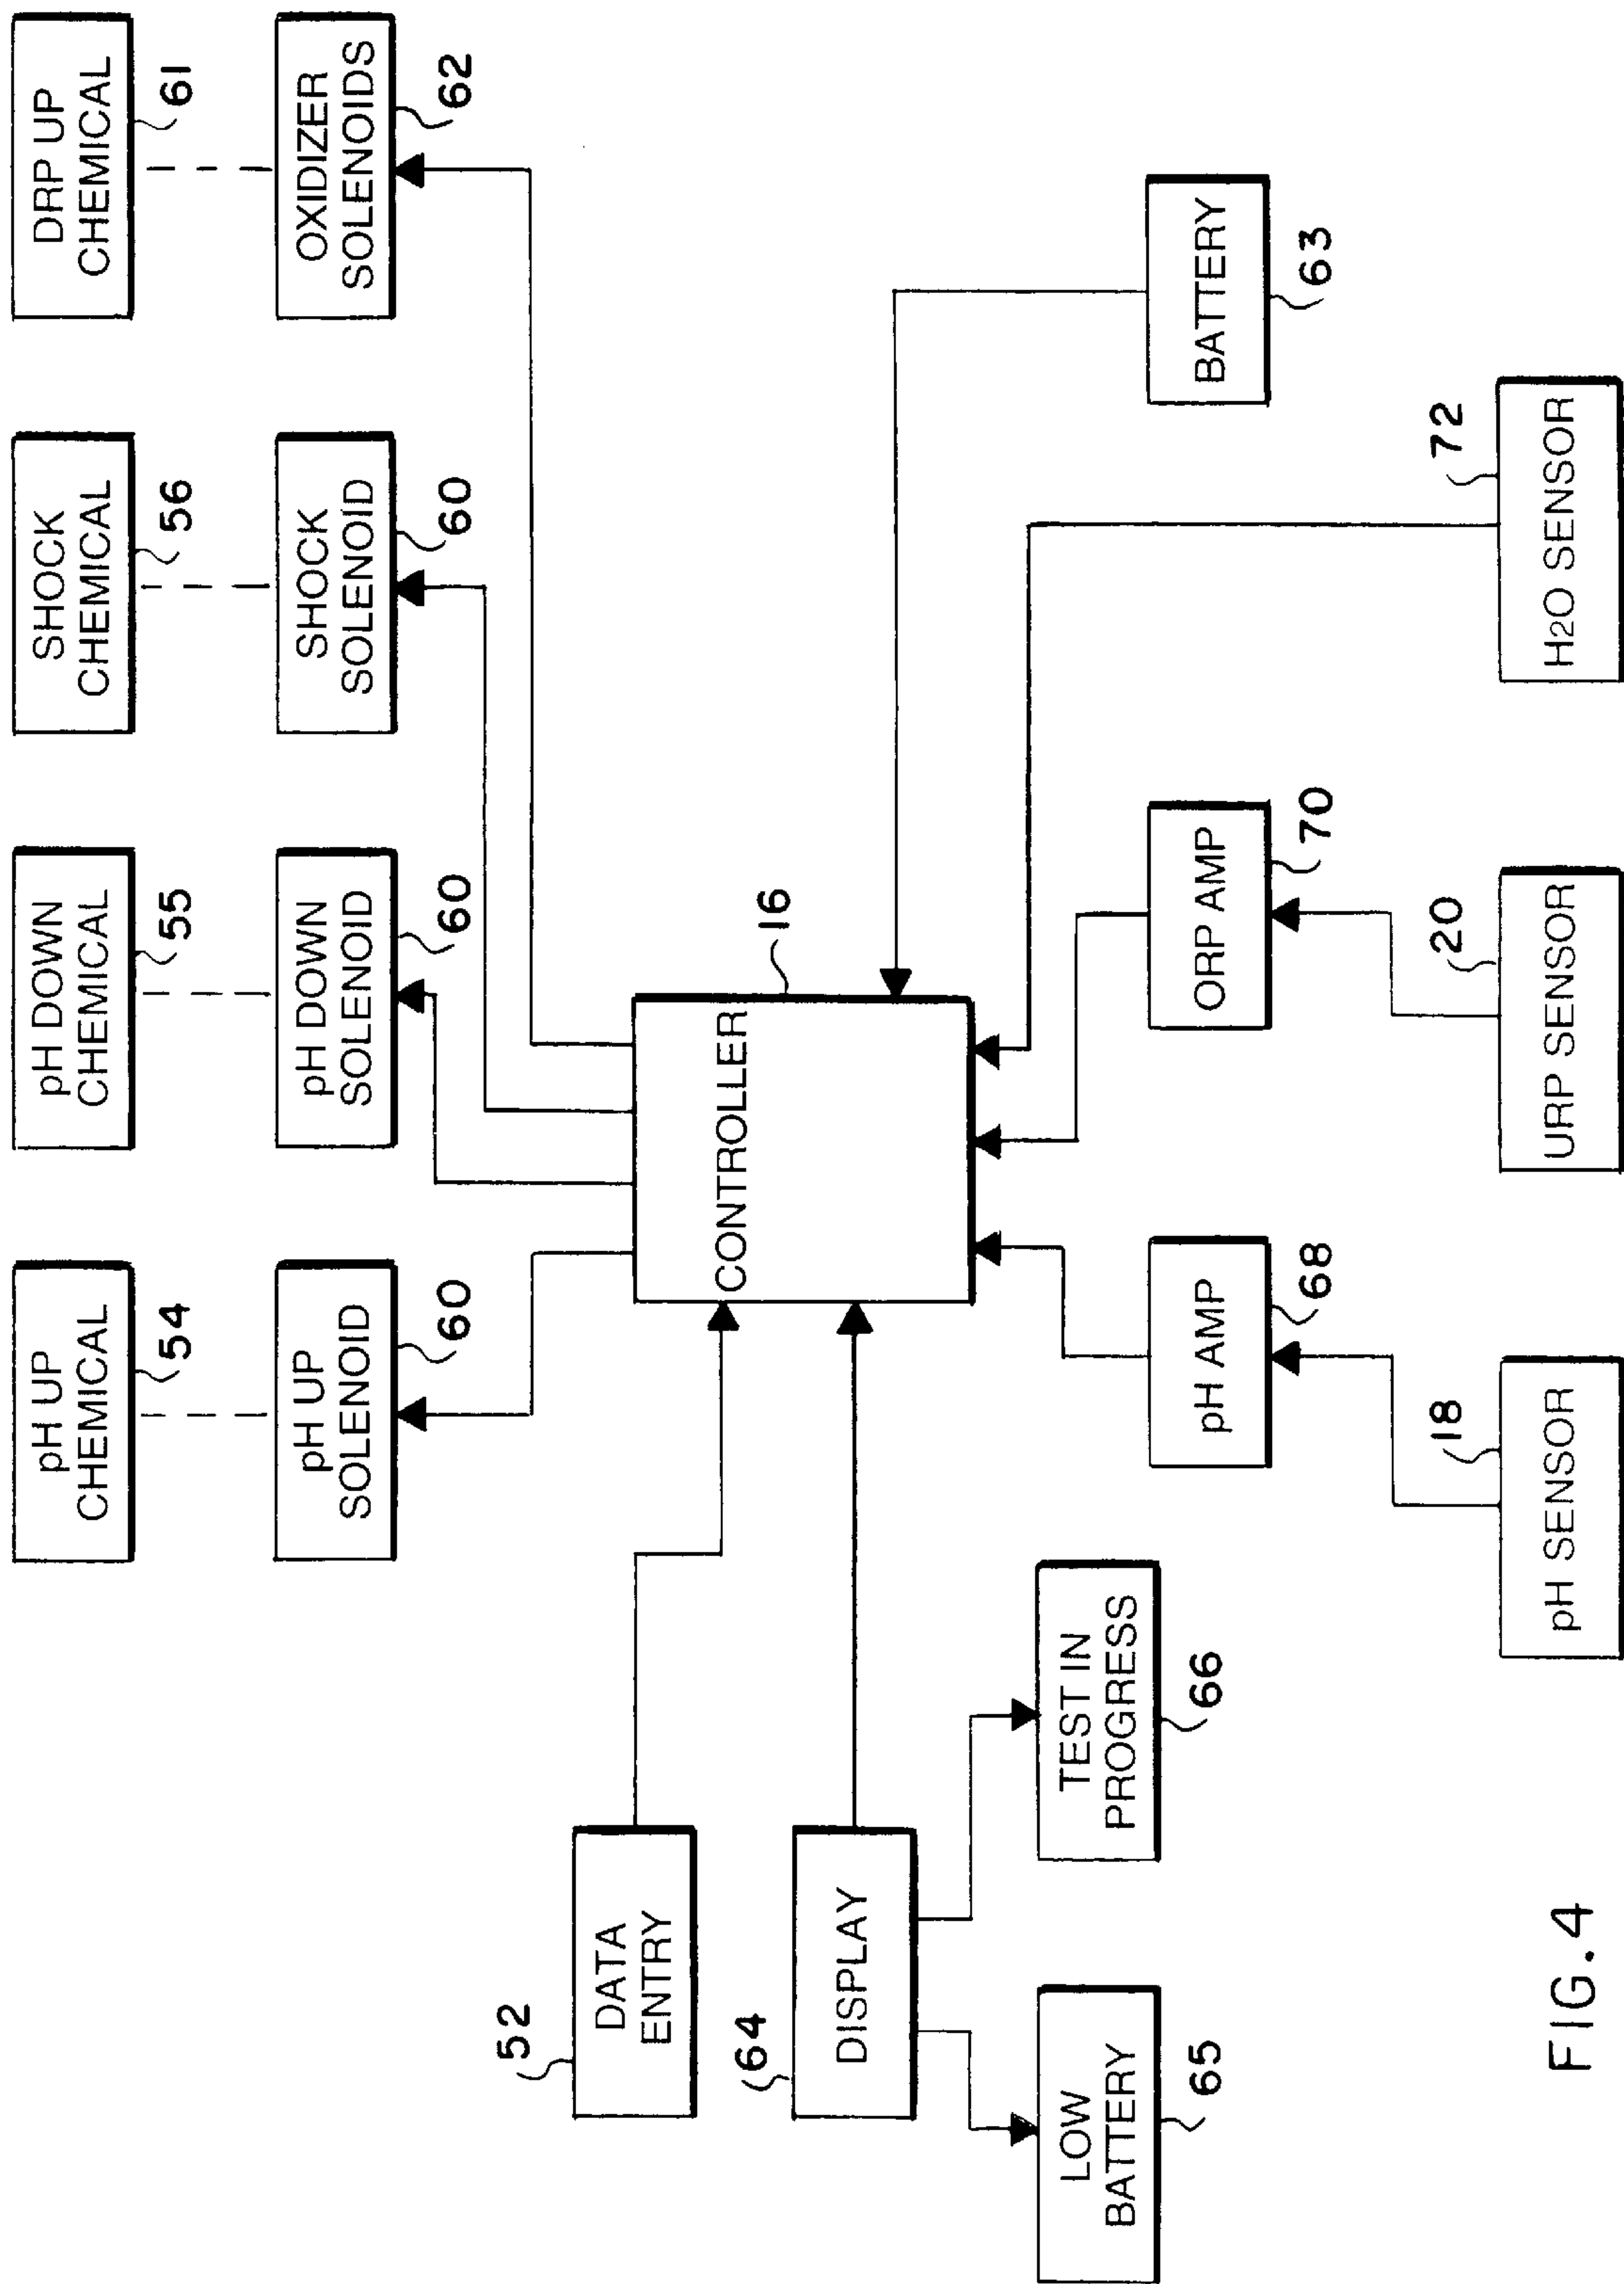 pH UP
CHEMICAL
54
pH DOWN
CHEMICAL
55
SHOCK
CHEMICAL
56
DRP UP
CHEMICAL
61
pH UP
SOLENOID
60
pH DOWN
SOLENOID
60
SHOCK
SOLENOID
60
OXIDIZER
SOLENOIDS
62
52
DATA
ENTRY
CONTROLLER
16
64
DISPLAY
LOW
BATTERY
65
TEST IN
PROGRESS
66
pH AMP
68
ORP AMP
70
BATTERY
63
18
pH SENSOR
20
URP SENSOR
72
H2O SENSOR
FIG.4